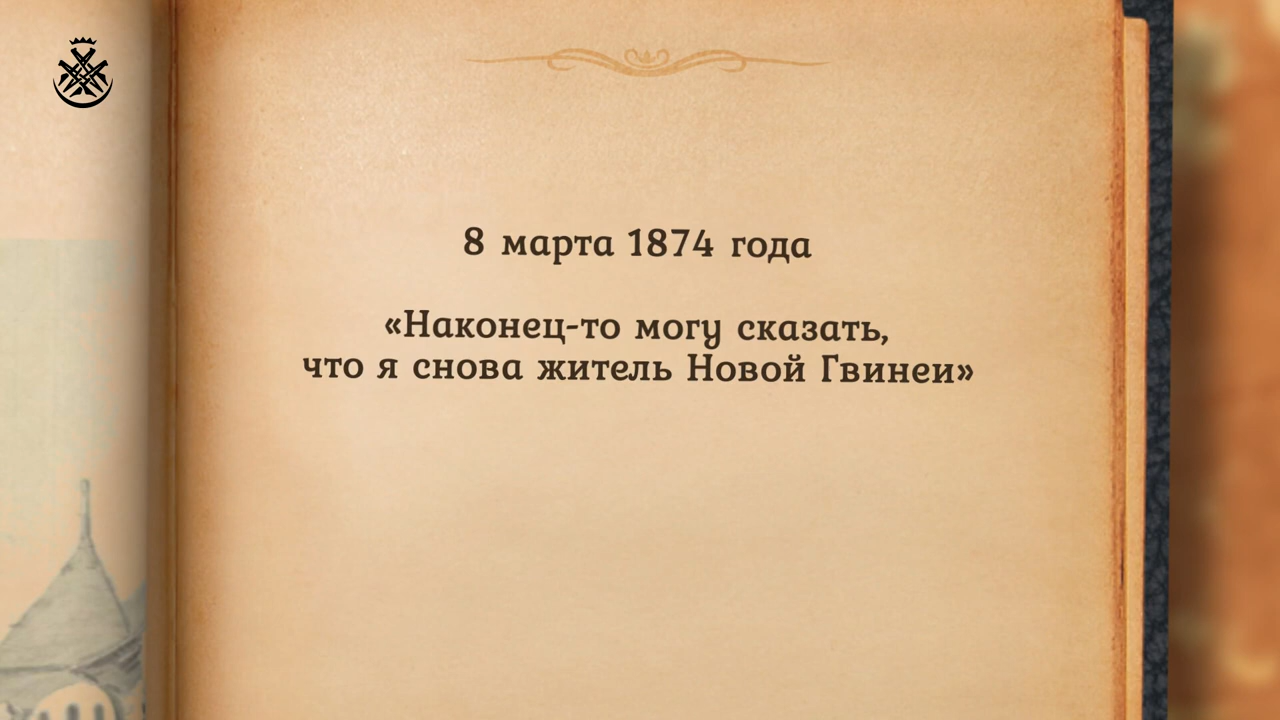 8 марта 1874 года
«Наконец-то могу сказать,
что я снова житель Новой Гвинеи»